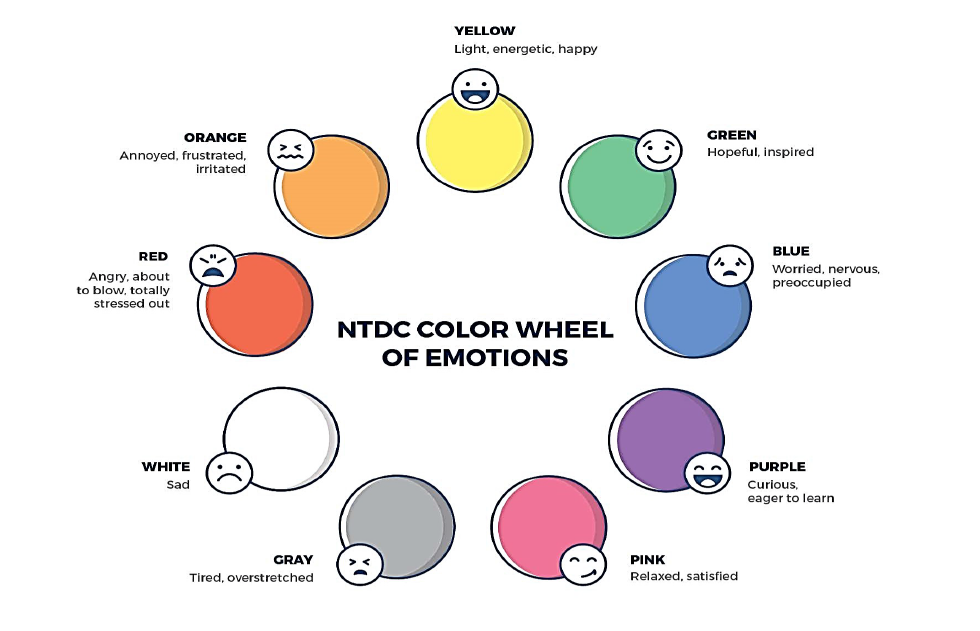 YELLOW
Light, energetic, happy
GREEN
Hopeful, inspired
BLUE
Worried, nervous,
preoccupied
PURPLE
Curious,
eager to learn
PINK
Relaxed, satisfied
GRAY
Tired, overstretched
WHITE
Sad
RED
Angry, about
to blow, totally
stressed out
ORANGE
Annoyed, frustrated,
irritated
NTDC COLOR WHEEL
OF EMOTIONS